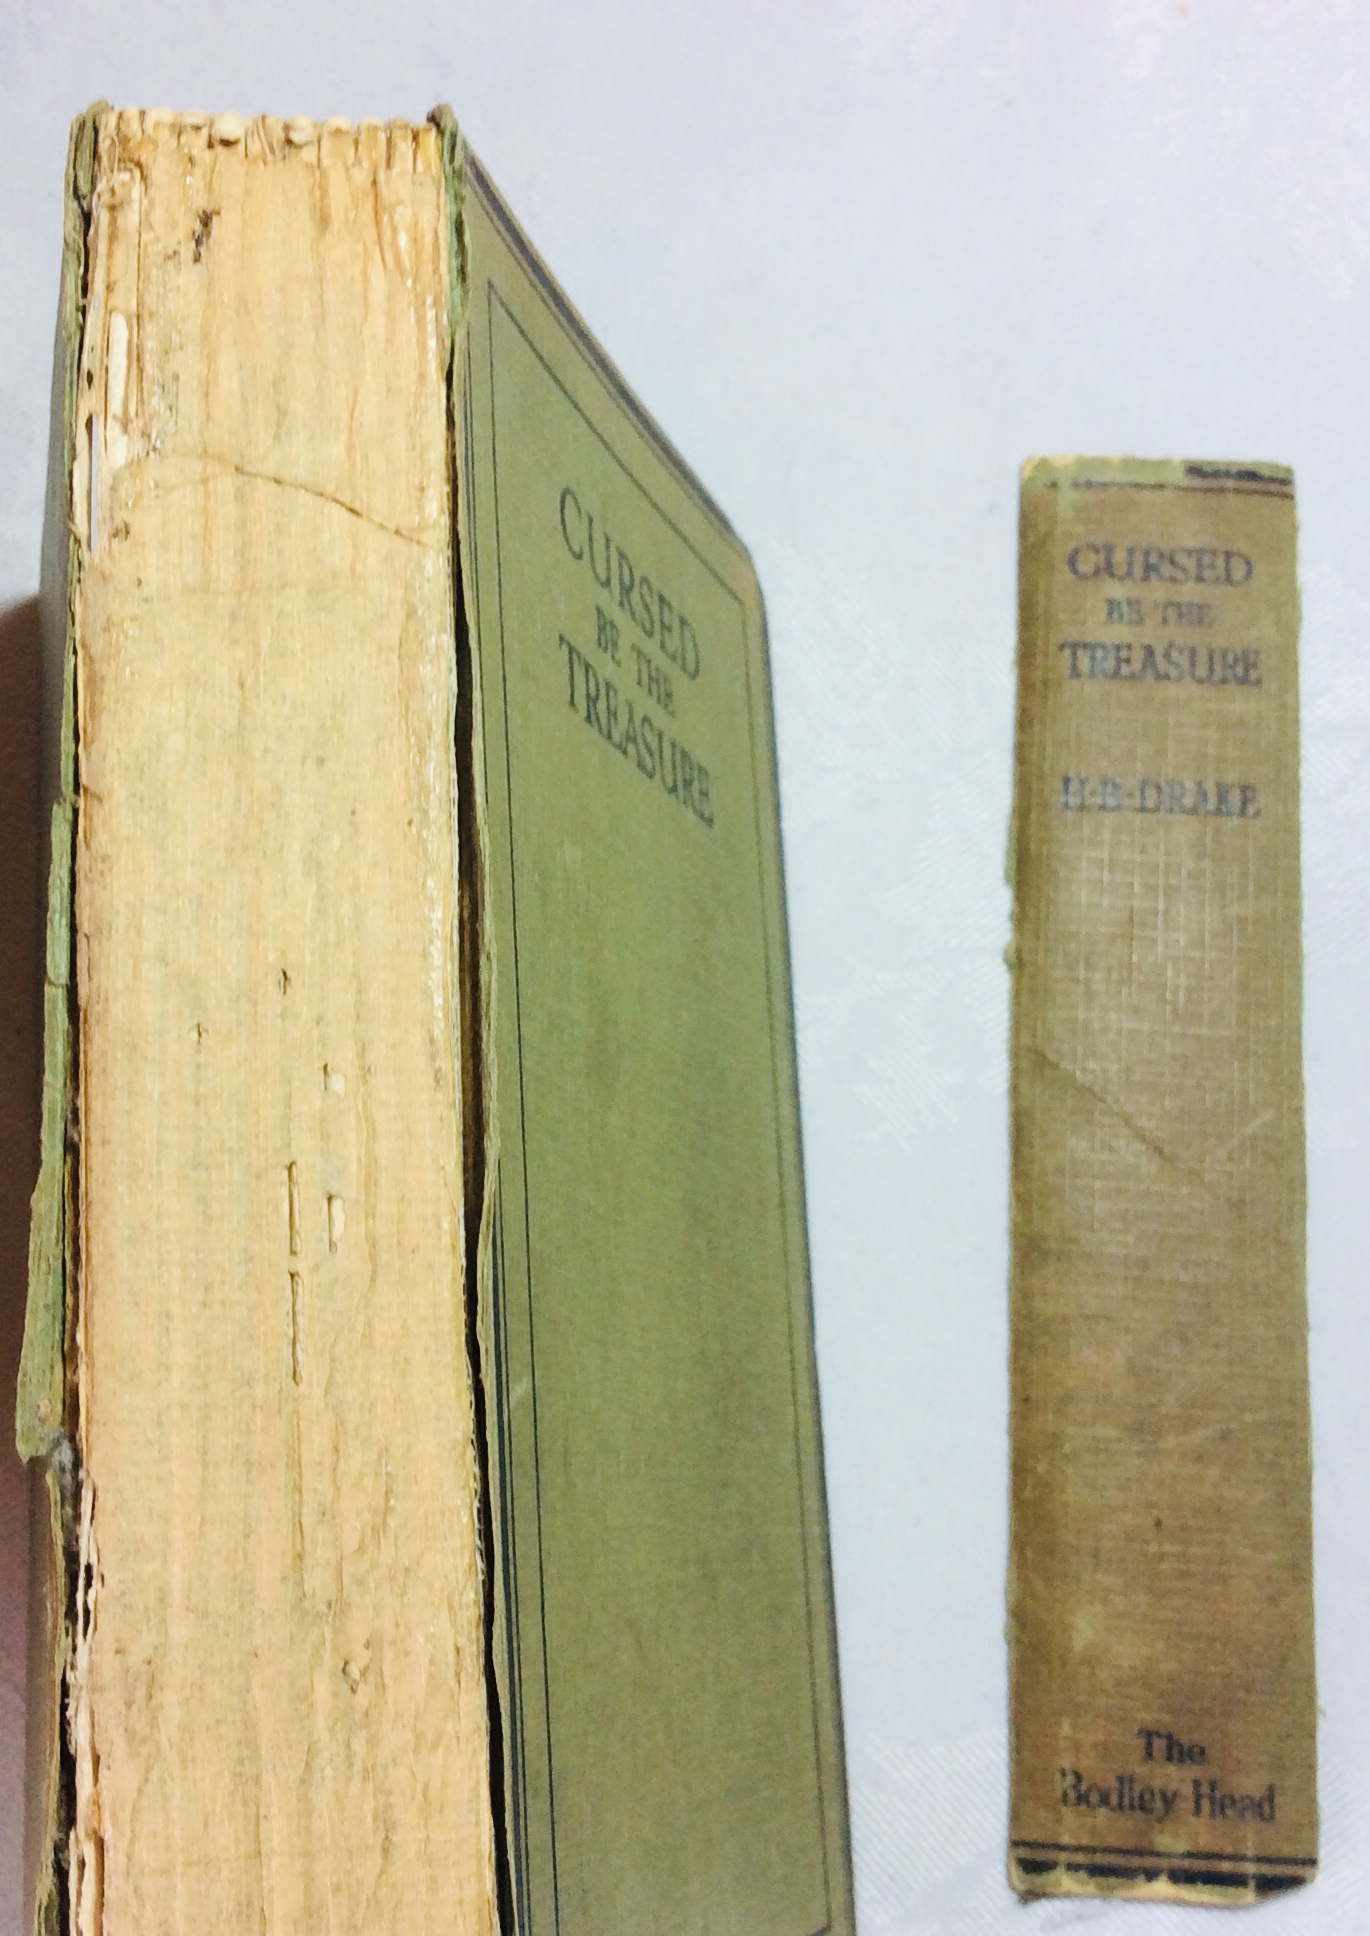 CURSED
BE THE
TREASURE
CURSED
BE THE
TREASURE
H·B·DRAKE
The
Bodley Head